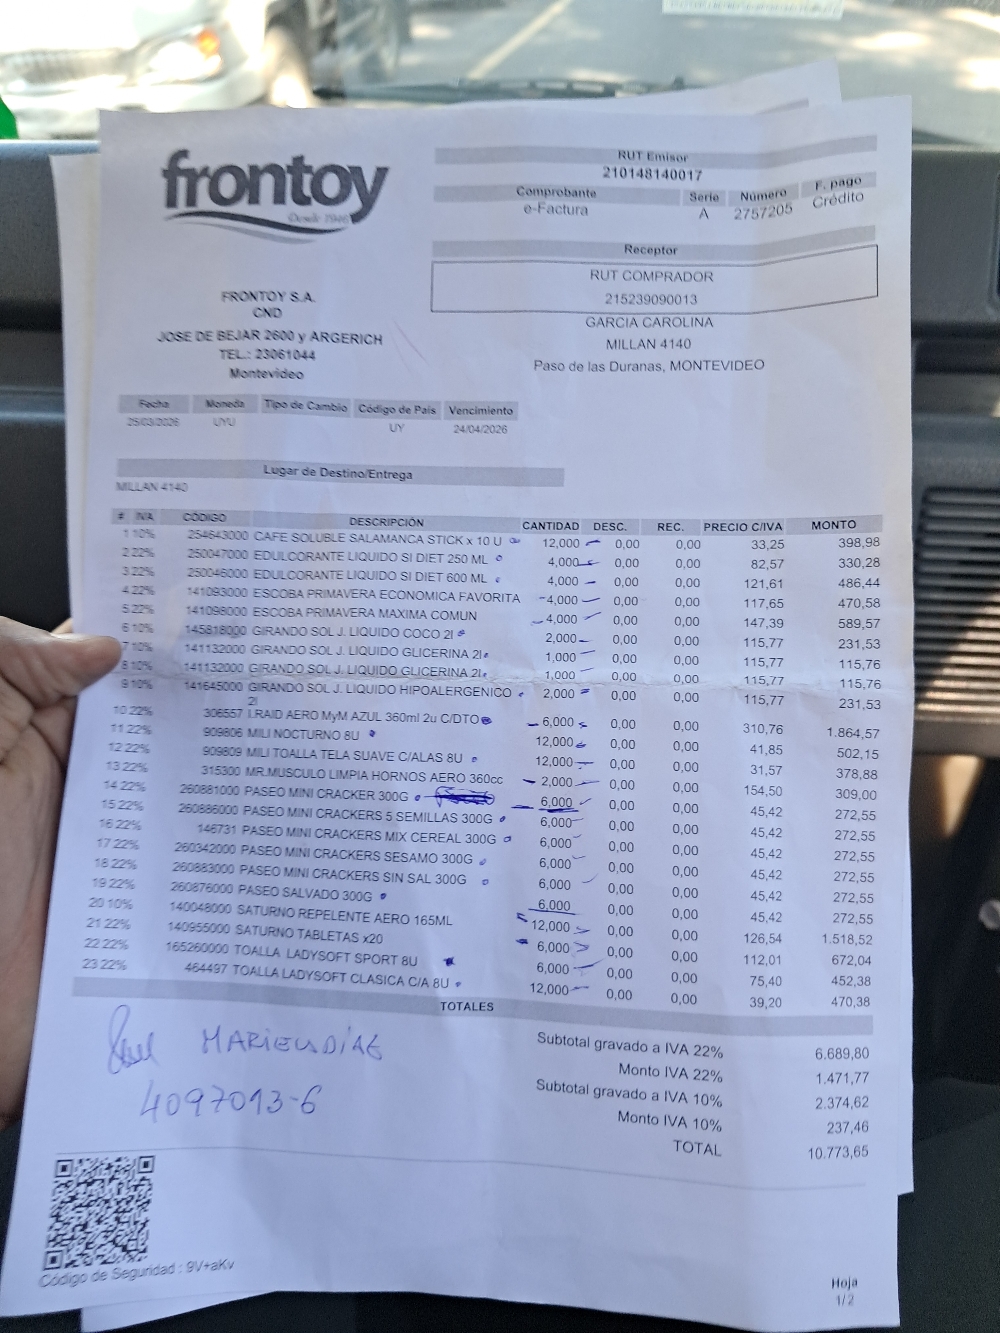 frontoy
Desde 1946
RUT Emisor
210148140017
Comprobante Serie Número F. pago
e-Factura A 2757205 Crédito
Receptor
RUT COMPRADOR
215239090013
GARCIA CAROLINA
MILLAN 4140
Paso de las Duranas, MONTEVIDEO
FRONTOY S.A.
CND
JOSE DE BEJAR 2600 y ARGERICH
TEL.: 23061044
Montevideo
Fecha Moneda Tipo de Cambio Código de País Vencimiento
25/03/2026 UYU UY 24/04/2026
Lugar de Destino/Entrega
MILLAN 4140
# IVA CÓDIGO DESCRIPCIÓN CANTIDAD DESC. REC. PRECIO C/IVA MONTO
1 10% 254643000 CAFE SOLUBLE SALAMANCA STICK x 10 U 12,000 0,00 0,00 33,25 398,98
2 22% 250047000 EDULCORANTE LIQUIDO SI DIET 250 ML 4,000 0,00 0,00 82,57 330,28
3 22% 250046000 EDULCORANTE LIQUIDO SI DIET 600 ML 4,000 0,00 0,00 121,61 486,44
4 22% 141093000 ESCOBA PRIMAVERA ECONOMICA FAVORITA 4,000 0,00 0,00 117,65 470,58
5 22% 141098000 ESCOBA PRIMAVERA MAXIMA COMUN 4,000 0,00 0,00 147,39 589,57
6 10% 145818000 GIRANDO SOL J. LIQUIDO COCO 2l 2,000 0,00 0,00 115,77 231,53
7 10% 141132000 GIRANDO SOL J. LIQUIDO GLICERINA 2l 1,000 0,00 0,00 115,77 115,76
8 10% 141132000 GIRANDO SOL J. LIQUIDO GLICERINA 2l 1,000 0,00 0,00 115,77 115,76
9 10% 141645000 GIRANDO SOL J. LIQUIDO HIPOALERGENICO 2,000 0,00 0,00 115,77 231,53
2l
10 22% 306557 I.RAID AERO MyM AZUL 360ml 2u C/DTO 6,000 0,00 0,00 310,76 1.864,57
11 22% 909806 MILI NOCTURNO 8U 12,000 0,00 0,00 41,85 502,15
12 22% 909809 MILI TOALLA TELA SUAVE C/ALAS 8U 12,000 0,00 0,00 31,57 378,88
13 22% 315300 MR.MUSCULO LIMPIA HORNOS AERO 360cc 2,000 0,00 0,00 154,50 309,00
14 22% 260881000 PASEO MINI CRACKER 300G 6,000 0,00 0,00 45,42 272,55
15 22% 260886000 PASEO MINI CRACKERS 5 SEMILLAS 300G 6,000 0,00 0,00 45,42 272,55
16 22% 146731 PASEO MINI CRACKERS MIX CEREAL 300G 6,000 0,00 0,00 45,42 272,55
17 22% 260342000 PASEO MINI CRACKERS SESAMO 300G 6,000 0,00 0,00 45,42 272,55
18 22% 260883000 PASEO MINI CRACKERS SIN SAL 300G 6,000 0,00 0,00 45,42 272,55
19 22% 260876000 PASEO SALVADO 300G 6,000 0,00 0,00 45,42 272,55
20 10% 140048000 SATURNO REPELENTE AERO 165ML 12,000 0,00 0,00 126,54 1.518,52
21 22% 140955000 SATURNO TABLETAS x20 6,000 0,00 0,00 112,01 672,04
22 22% 165260000 TOALLA LADYSOFT SPORT 8U 6,000 0,00 0,00 75,40 452,38
23 22% 464497 TOALLA LADYSOFT CLASICA C/A 8U 12,000 0,00 0,00 39,20 470,38
TOTALES
Subtotal gravado a IVA 22% 6.689,80
Monto IVA 22% 1.471,77
Subtotal gravado a IVA 10% 2.374,62
Monto IVA 10% 237,46
TOTAL 10.773,65
4097013-6
Código de Seguridad : 9V+aKv
Hoja
1/2